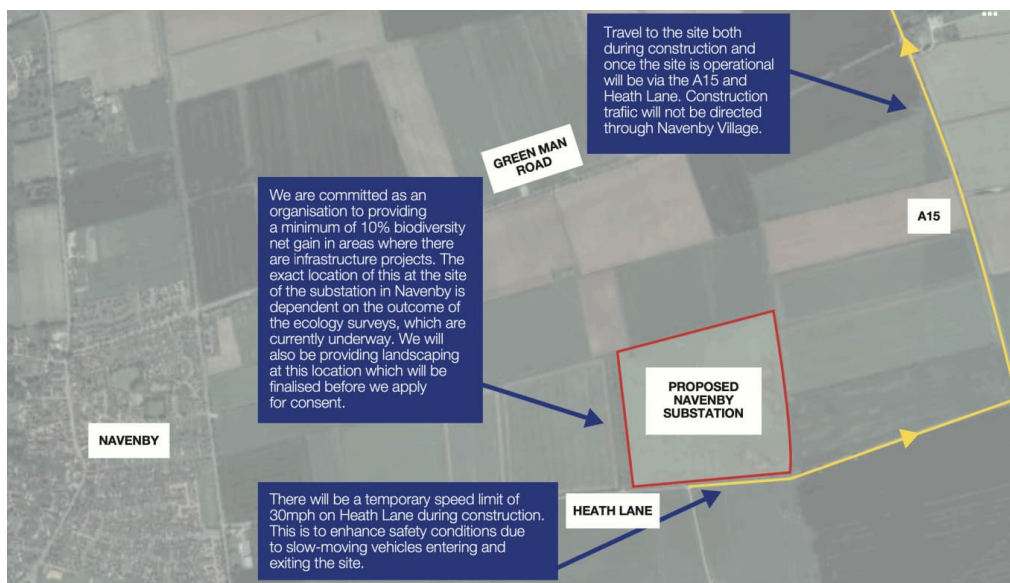 Travel to the site both
during construction and
once the site is operational
will be via the A15 and
Heath Lane. Construction
trafiic will not be directed
through Navenby Village.
GREEN MAN
ROAD
A15
We are committed as an
organisation to providing
a minimum of 10% biodiversity
net gain in areas where there
are infrastructure projects. The
exact location of this at the site
of the substation in Navenby is
dependent on the outcome of
the ecology surveys, which are
currently underway. We will
also be providing landscaping
at this location which will be
finalised before we apply
for consent.
PROPOSED
NAVENBY
SUBSTATION
NAVENBY
There will be a temporary speed limit of
30mph on Heath Lane during construction.
This is to enhance safety conditions due
to slow-moving vehicles entering and
exiting the site.
HEATH LANE